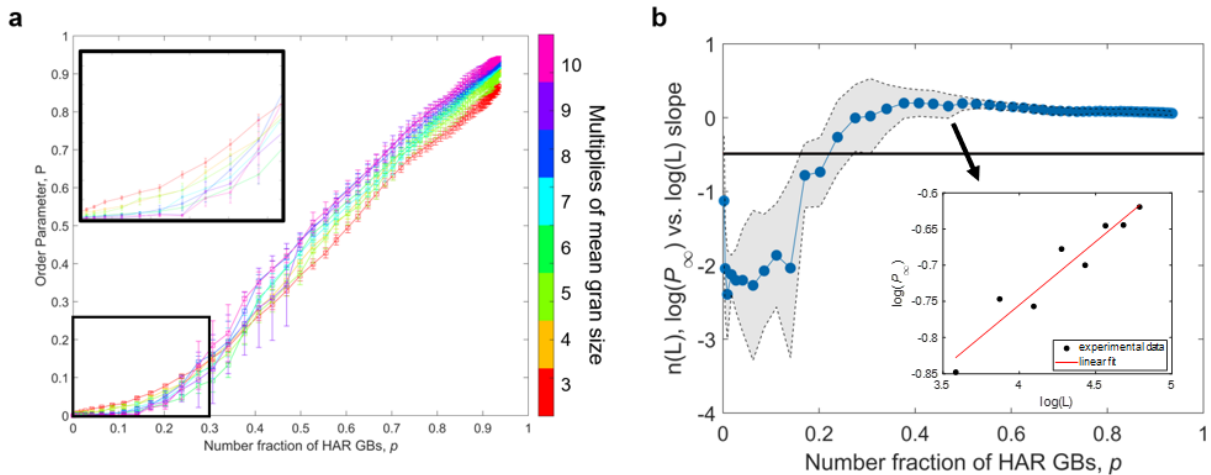 a
1
0.9
0.8
0.7
0.6
0.5
0.4
0.3
0.2
0.1
0
Order Parameter, P
0 0.1 0.2 0.3 0.4 0.5 0.6 0.7 0.8 0.9 1
Number fraction of HAR GBs, p
10
9
8
7
6
5
4
3
Multiplies of mean gran size
b
1
0
-1
-2
-3
-4
n(L), log(P∞) vs. log(L) slope
0 0.2 0.4 0.6 0.8 1
Number fraction of HAR GBs, p
-0.6
-0.65
-0.7
-0.75
-0.8
-0.85
log(P∞)
3.5 4 4.5 5
log(L)
experimental data
linear fit